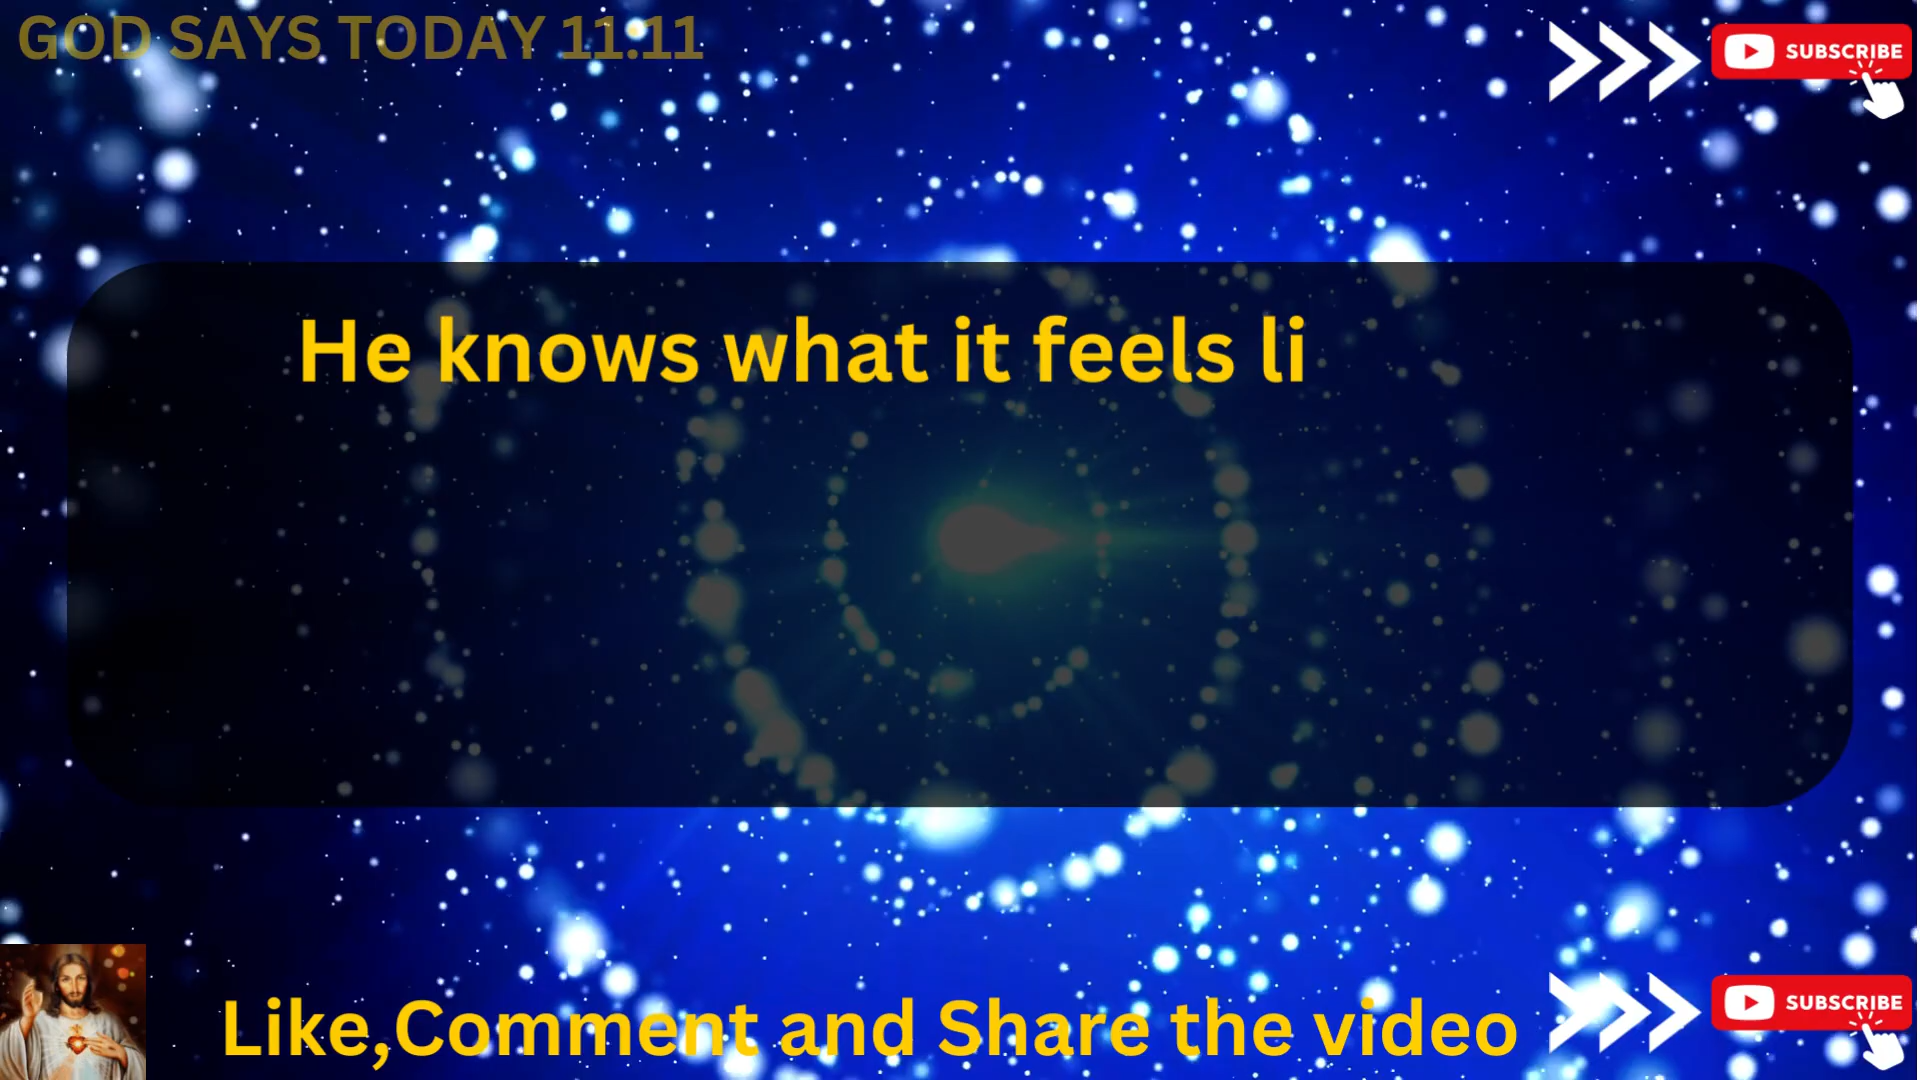 GOD SAYS TODAY 11:11
SUBSCRIBE
He knows what it feels li
Like,Comment and Share the video
SUBSCRIBE